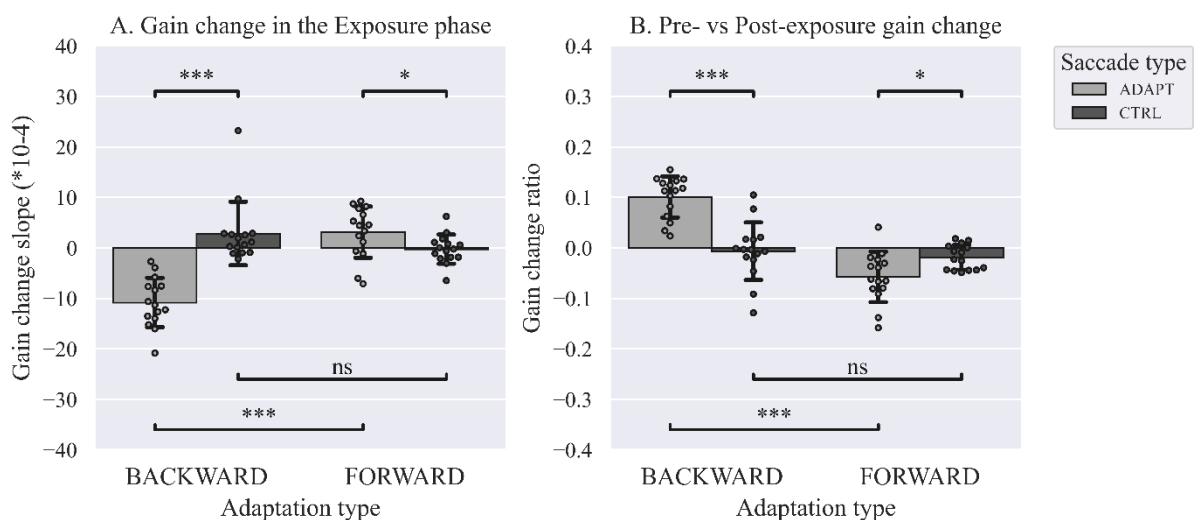 A. Gain change in the Exposure phase
Gain change slope (*10-4)
40
30
20
10
0
−10
−20
−30
−40
***
*
ns
***
BACKWARD FORWARD
Adaptation type
B. Pre- vs Post-exposure gain change
Gain change ratio
0.4
0.3
0.2
0.1
0.0
−0.1
−0.2
−0.3
−0.4
***
*
ns
***
BACKWARD FORWARD
Adaptation type
Saccade type
ADAPT
CTRL